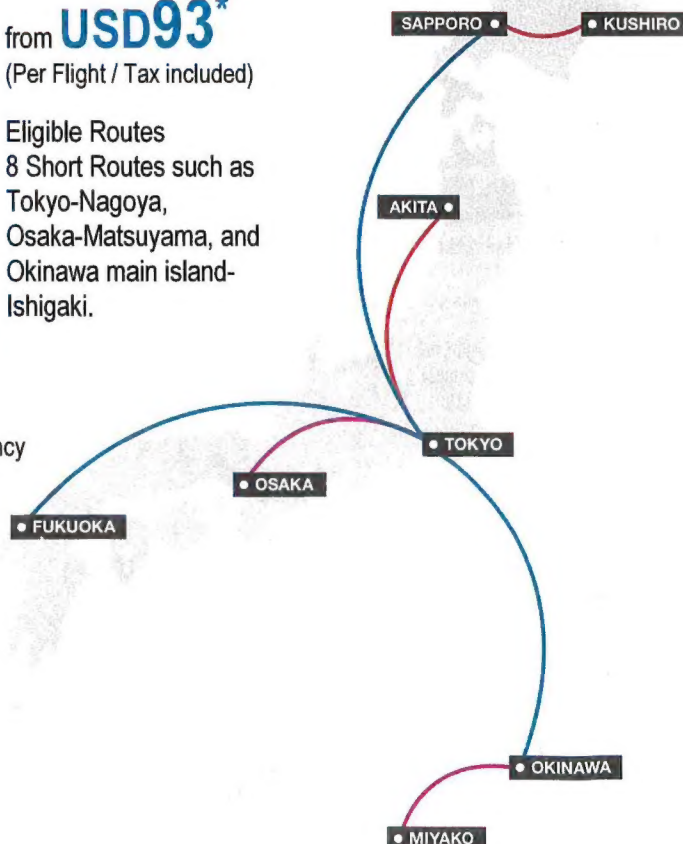 from USD93*
(Per Flight / Tax included)
Eligible Routes
8 Short Routes such as
Tokyo-Nagoya,
Osaka-Matsuyama, and
Okinawa main island-
Ishigaki.
SAPPORO
KUSHIRO
AKITA
TOKYO
OSAKA
FUKUOKA
OKINAWA
MIYAKO